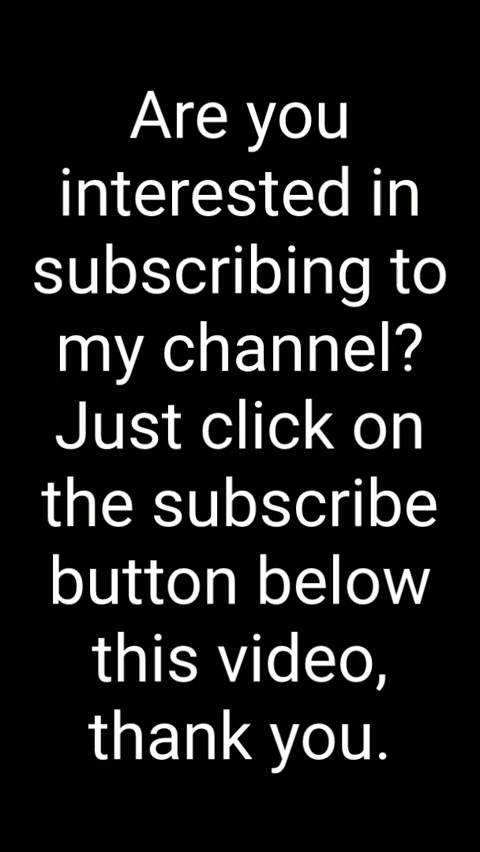 Are you
interested in
subscribing to
my channel?
Just click on
the subscribe
button below
this video,
thank you.